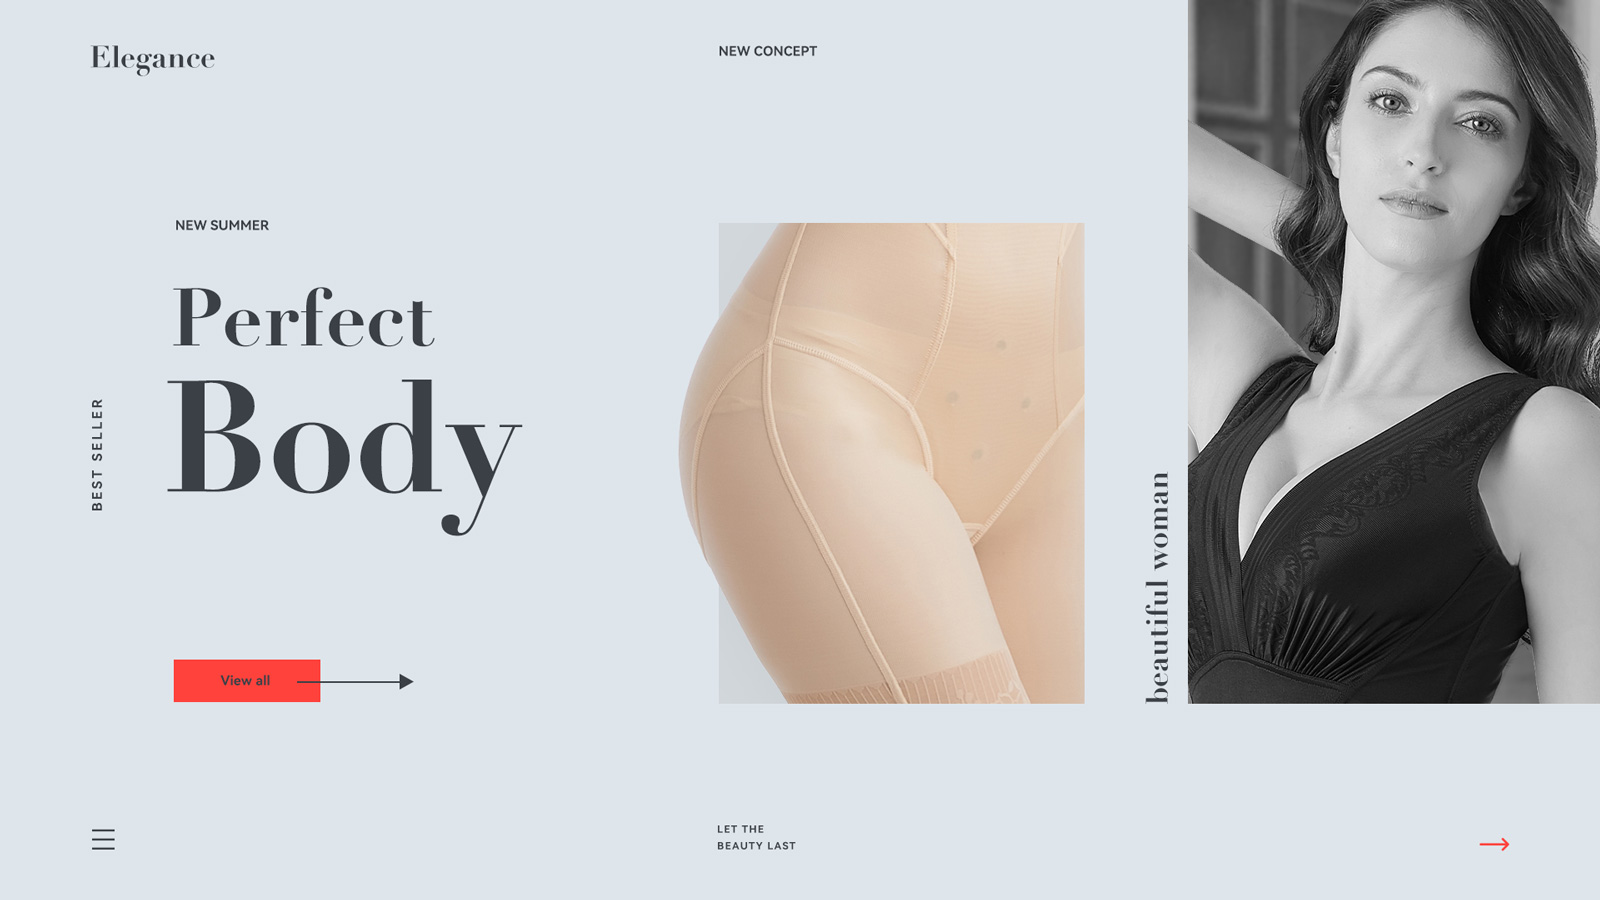 Elegance
NEW CONCEPT
NEW SUMMER
Perfect
Body
BEST SELLER
View all
beautiful woman
LET THE
BEAUTY LAST